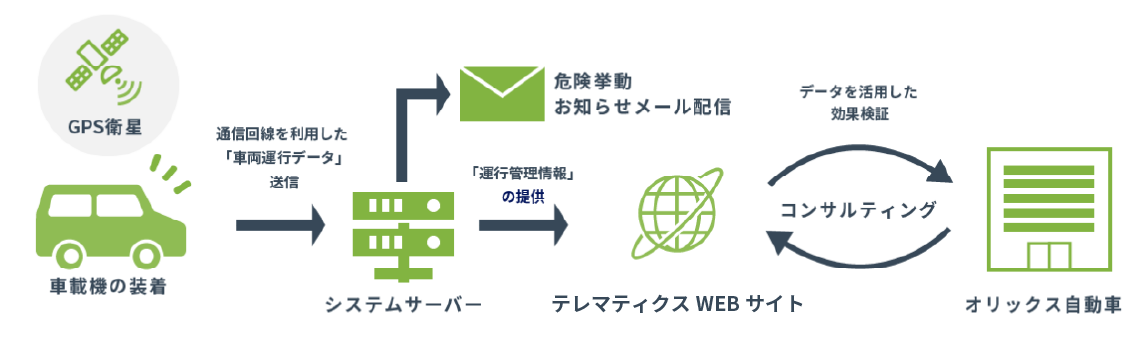 GPS衛星
車載機の装着
通信回線を利用した
「車両運行データ」
送信
システムサーバー
危険挙動
お知らせメール配信
「運行管理情報」
の提供
テレマティクス WEB サイト
データを活用した
効果検証
コンサルティング
オリックス自動車